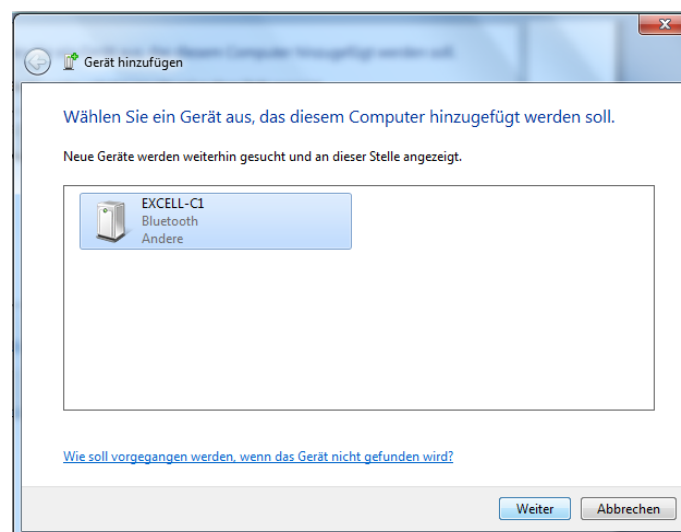 Gerät hinzufügen
Wählen Sie ein Gerät aus, das diesem Computer hinzugefügt werden soll.
Neue Geräte werden weiterhin gesucht und an dieser Stelle angezeigt.
EXCELL-C1
Bluetooth
Andere
Wie soll vorgegangen werden, wenn das Gerät nicht gefunden wird?
Weiter
Abbrechen